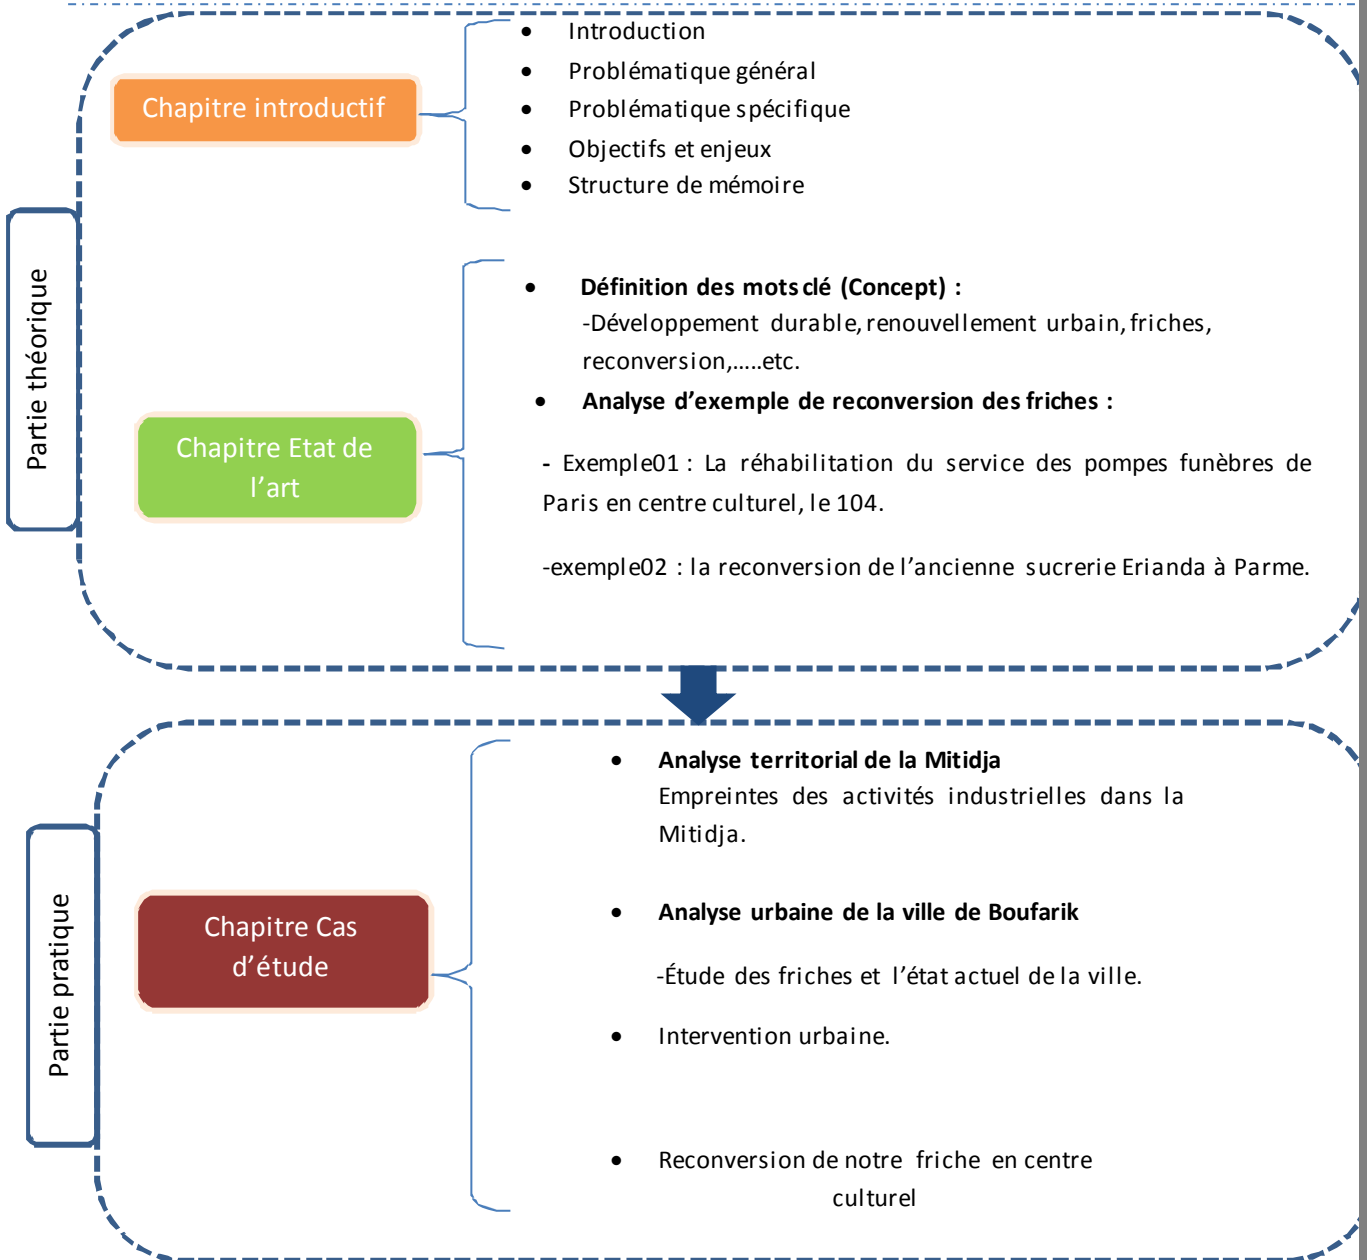 Partie théorique
Chapitre introductif
• Introduction
• Problématique général
• Problématique spécifique
• Objectifs et enjeux
• Structure de mémoire
Chapitre Etat de
l’art
• Définition des mots clé (Concept) :
-Développement durable, renouvellement urbain, friches,
reconversion,.....etc.
• Analyse d’exemple de reconversion des friches :
- Exemple01 : La réhabilitation du service des pompes funèbres de
Paris en centre culturel, le 104.
-exemple02 : la reconversion de l’ancienne sucrerie Erianda à Parme.
Partie pratique
Chapitre Cas
d’étude
• Analyse territorial de la Mitidja
Empreintes des activités industrielles dans la
Mitidja.
• Analyse urbaine de la ville de Boufarik
-Étude des friches et l’état actuel de la ville.
• Intervention urbaine.
• Reconversion de notre friche en centre
culturel